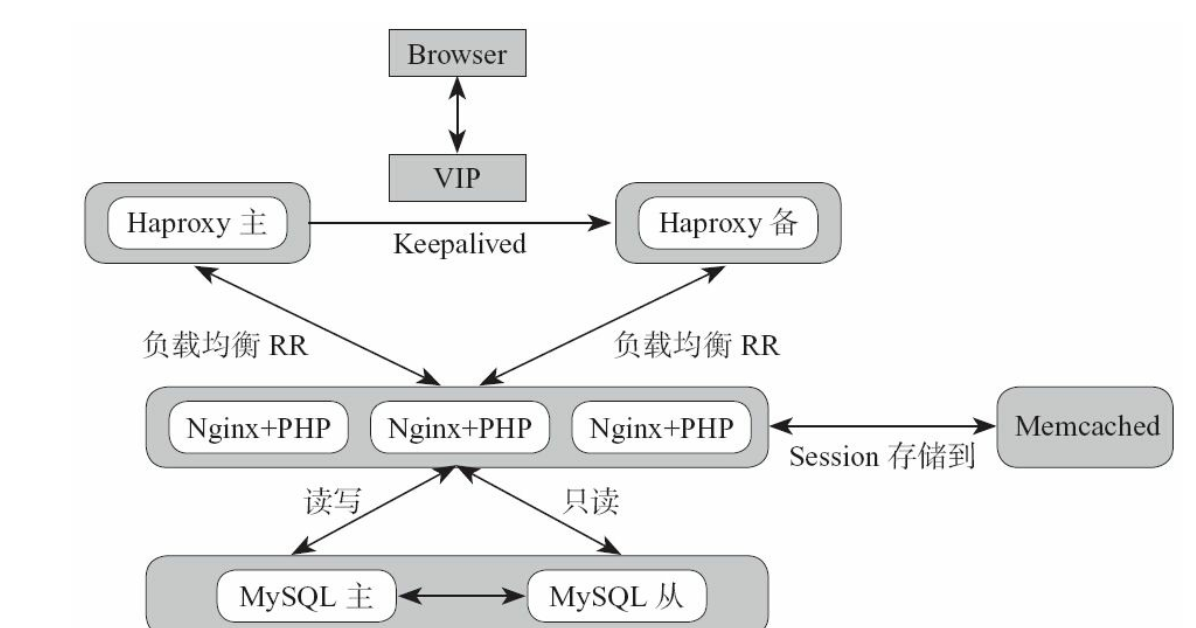 Browser
VIP
Haproxy 主
Keepalived
Haproxy 备
负载均衡 RR
负载均衡 RR
Nginx+PHP
Nginx+PHP
Nginx+PHP
Session 存储到
Memcached
读写
只读
MySQL 主
MySQL 从